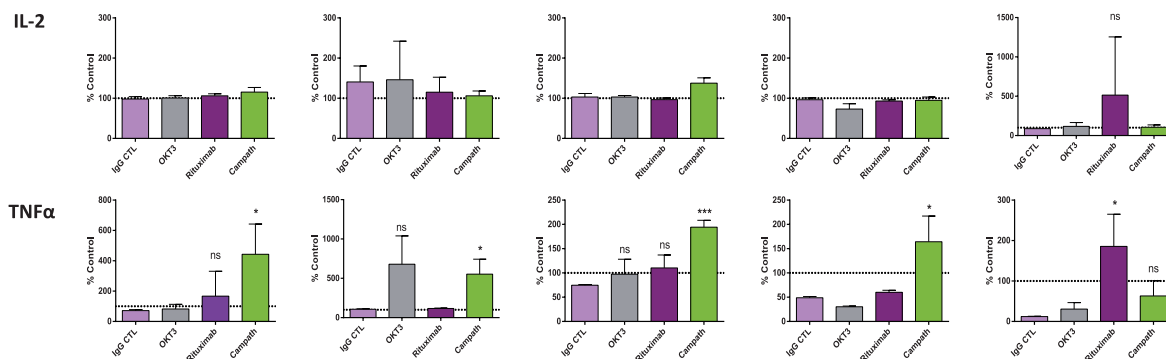 IL-2
% Control
300
200
100
0
IgG CTL
OKT3
Rituximab
Campath
% Control
300
200
100
0
IgG CTL
OKT3
Rituximab
Campath
% Control
300
200
100
0
IgG CTL
OKT3
Rituximab
Campath
% Control
300
200
100
0
IgG CTL
OKT3
Rituximab
Campath
% Control
1500
1000
500
0
ns
IgG CTL
OKT3
Rituximab
Campath
TNFα
% Control
800
600
400
200
0
ns
*
IgG CTL
OKT3
Rituximab
Campath
% Control
1500
1000
500
0
ns
*
IgG CTL
OKT3
Rituximab
Campath
% Control
250
200
150
100
50
0
ns
ns
***
IgG CTL
OKT3
Rituximab
Campath
% Control
250
200
150
100
50
0
*
IgG CTL
OKT3
Rituximab
Campath
% Control
300
200
100
0
*
ns
IgG CTL
OKT3
Rituximab
Campath